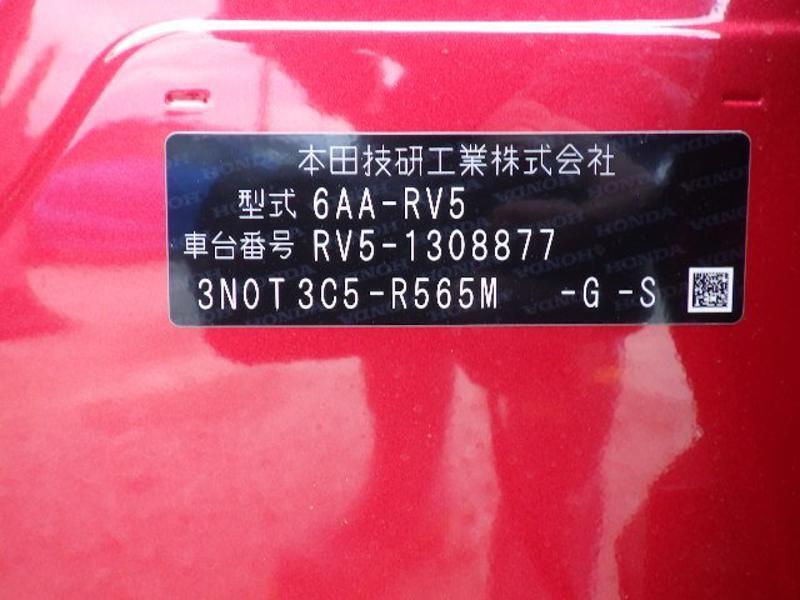 本田技研工業株式会社
型式 6AA-RV5
車台番号 RV5-1308877
3N0T3C5-R565M -G -S